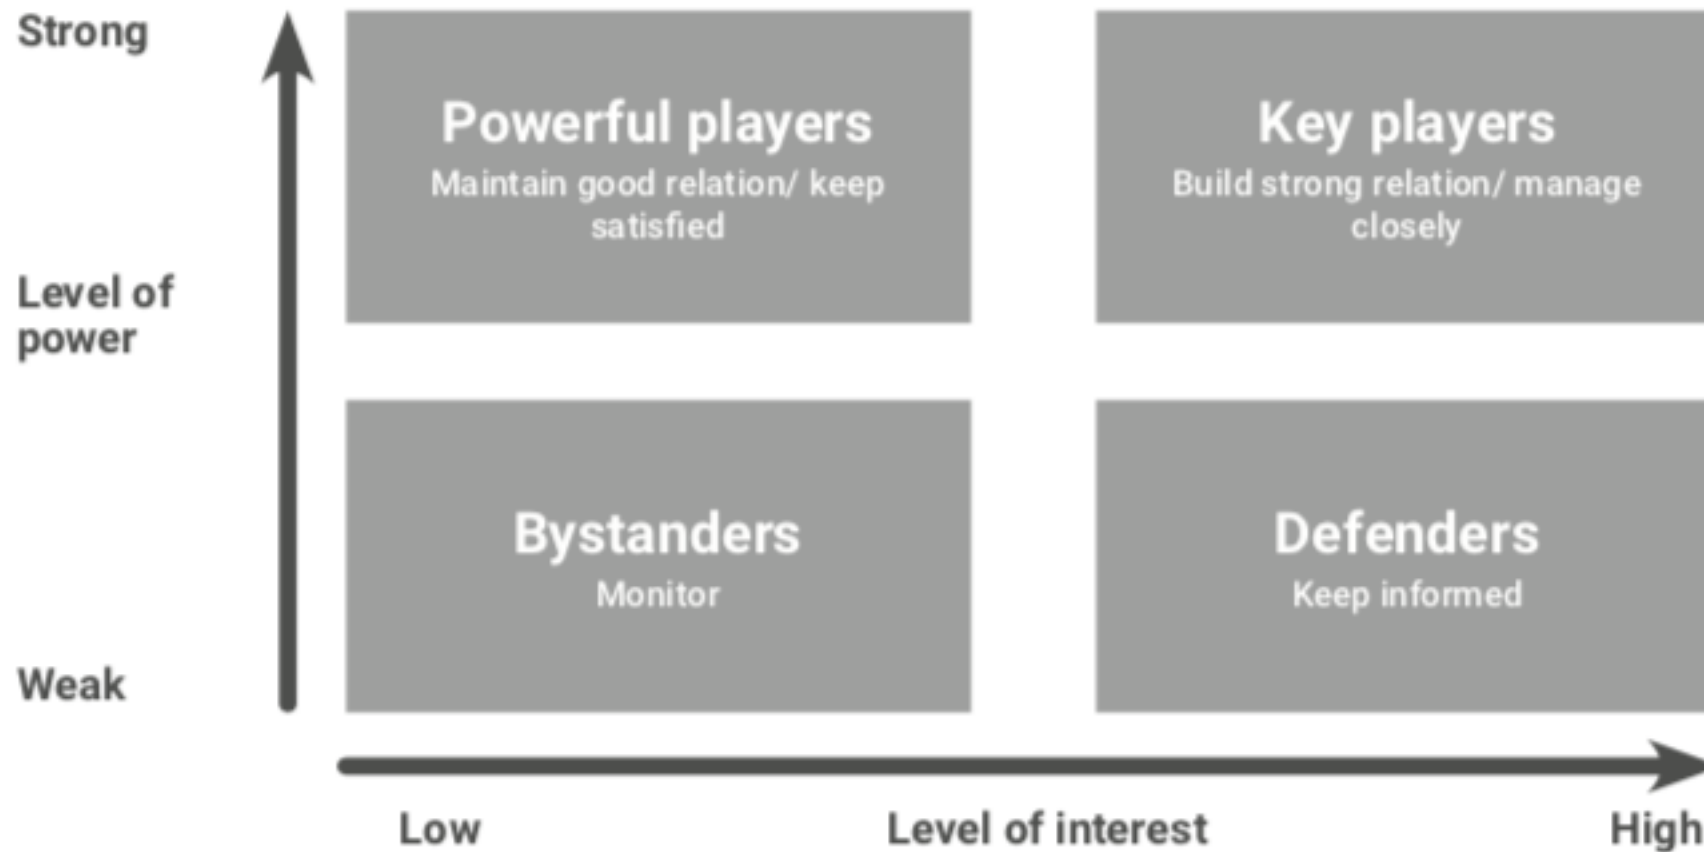 Strong
Powerful players
Maintain good relation/ keep
satisfied
Key players
Build strong relation/ manage
closely
Level of
power
Bystanders
Monitor
Defenders
Keep informed
Weak
Low
Level of interest
High